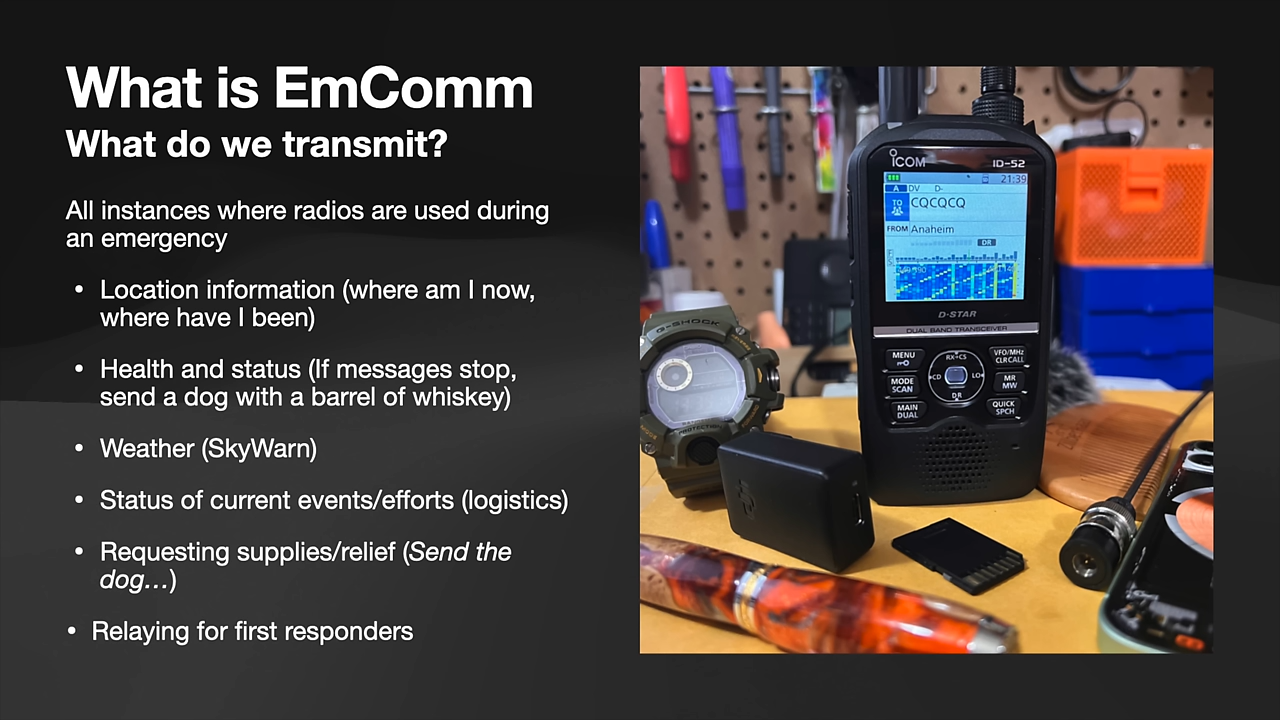 What is EmComm
What do we transmit?
All instances where radios are used during
an emergency
• Location information (where am I now,
where have I been)
• Health and status (If messages stop,
send a dog with a barrel of whiskey)
• Weather (SkyWarn)
• Status of current events/efforts (logistics)
• Requesting supplies/relief (Send the
dog…)
• Relaying for first responders
ICOM ID-52
21:39
A DV D-
TO CQCQCQ
FROM Anaheim
DR
D-STAR
DUAL BAND TRANSCEIVER
MENU
RX→CS
VFO/MHz
CLR CALL
MODE
SCAN
CD
LO
MR
MW
MAIN
DUAL
DR
QUICK
SPCH
G-SHOCK
dji